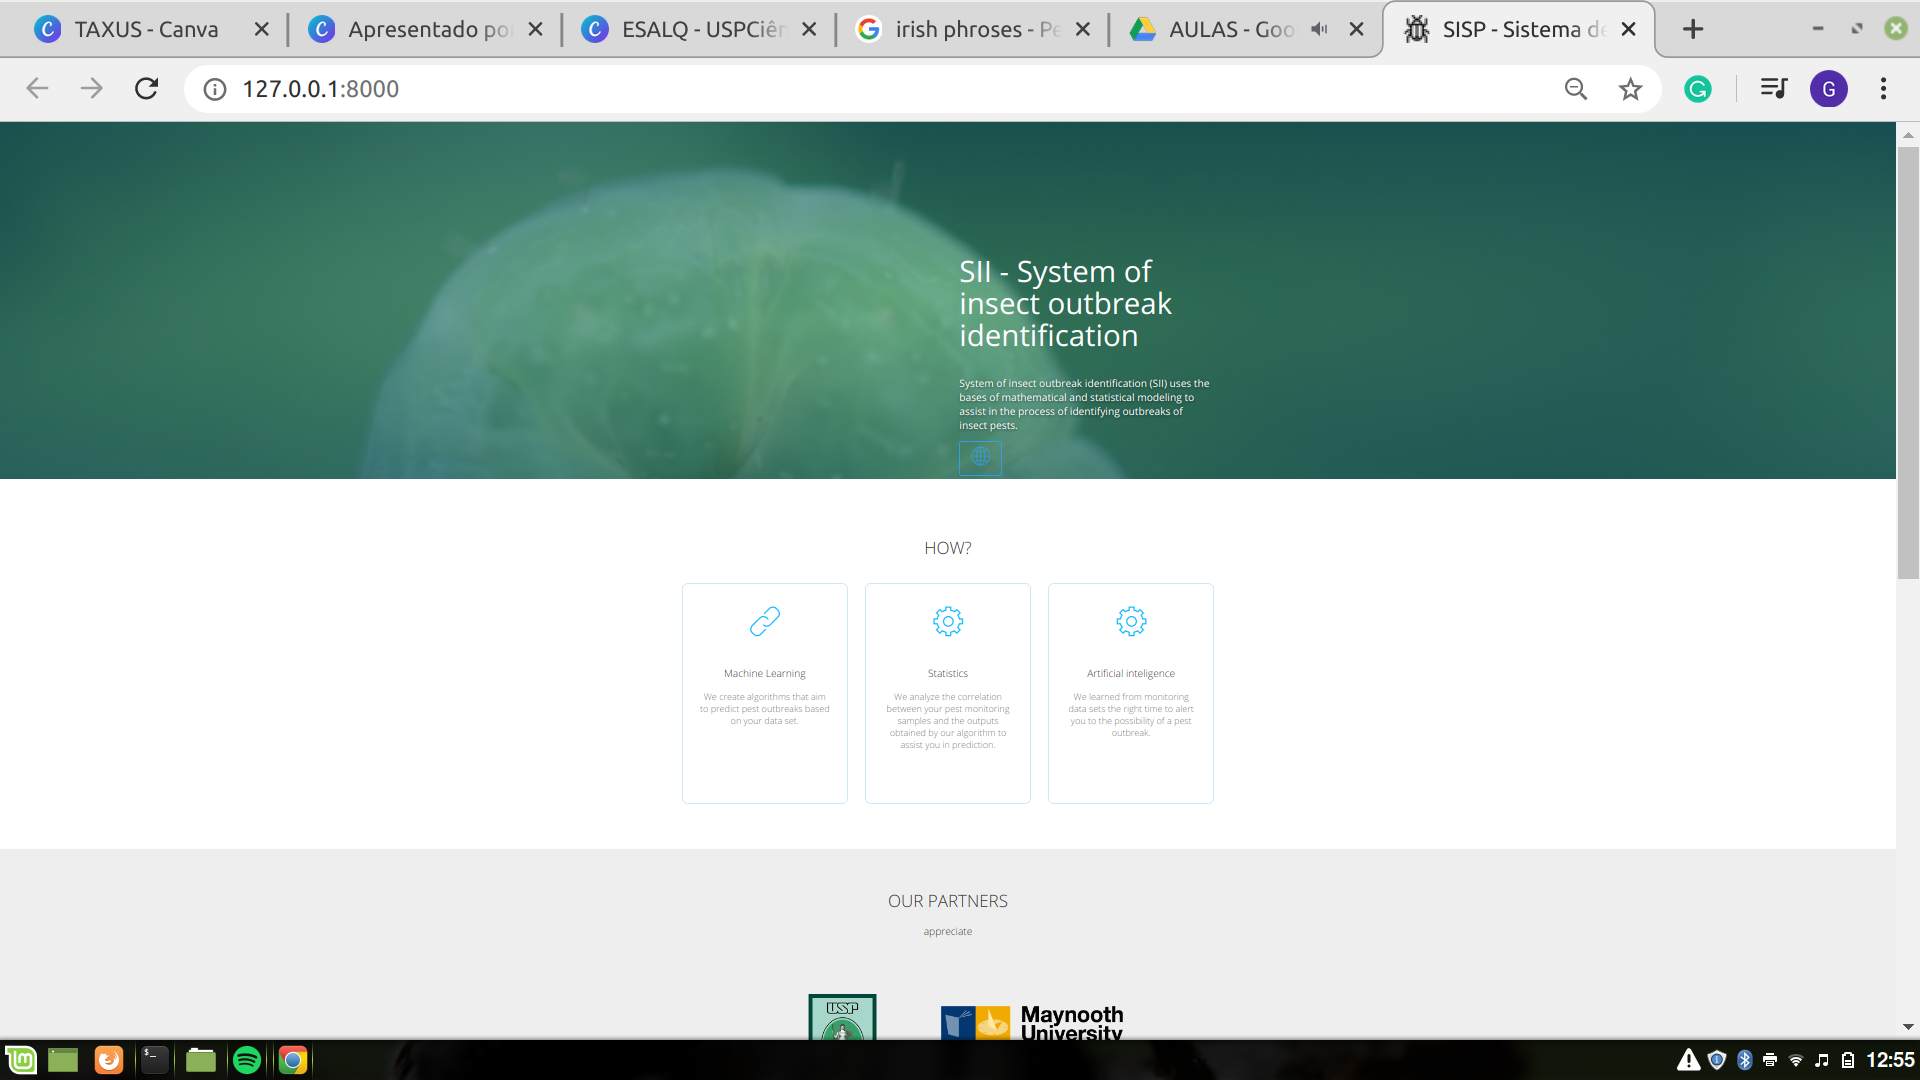 TAXUS - Canva
Apresentado po
ESALQ - USPCiên
irish phroses - Pe
AULAS - Goo
SISP - Sistema de
127.0.0.1:8000
G
SII - System of
insect outbreak
identification
System of insect outbreak identification (SII) uses the
bases of mathematical and statistical modeling to
assist in the process of identifying outbreaks of
insect pests.
HOW?
Machine Learning
We create algorithms that aim
to predict pest outbreaks based
on your data set.
Statistics
We analyze the correlation
between your pest monitoring
samples and the outputs
obtained by our algorithm to
assist you in prediction.
Artificial inteligence
We learned from monitoring
data sets the right time to alert
you to the possibility of a pest
outbreak.
OUR PARTNERS
appreciate
USP
Maynooth
University
12:55